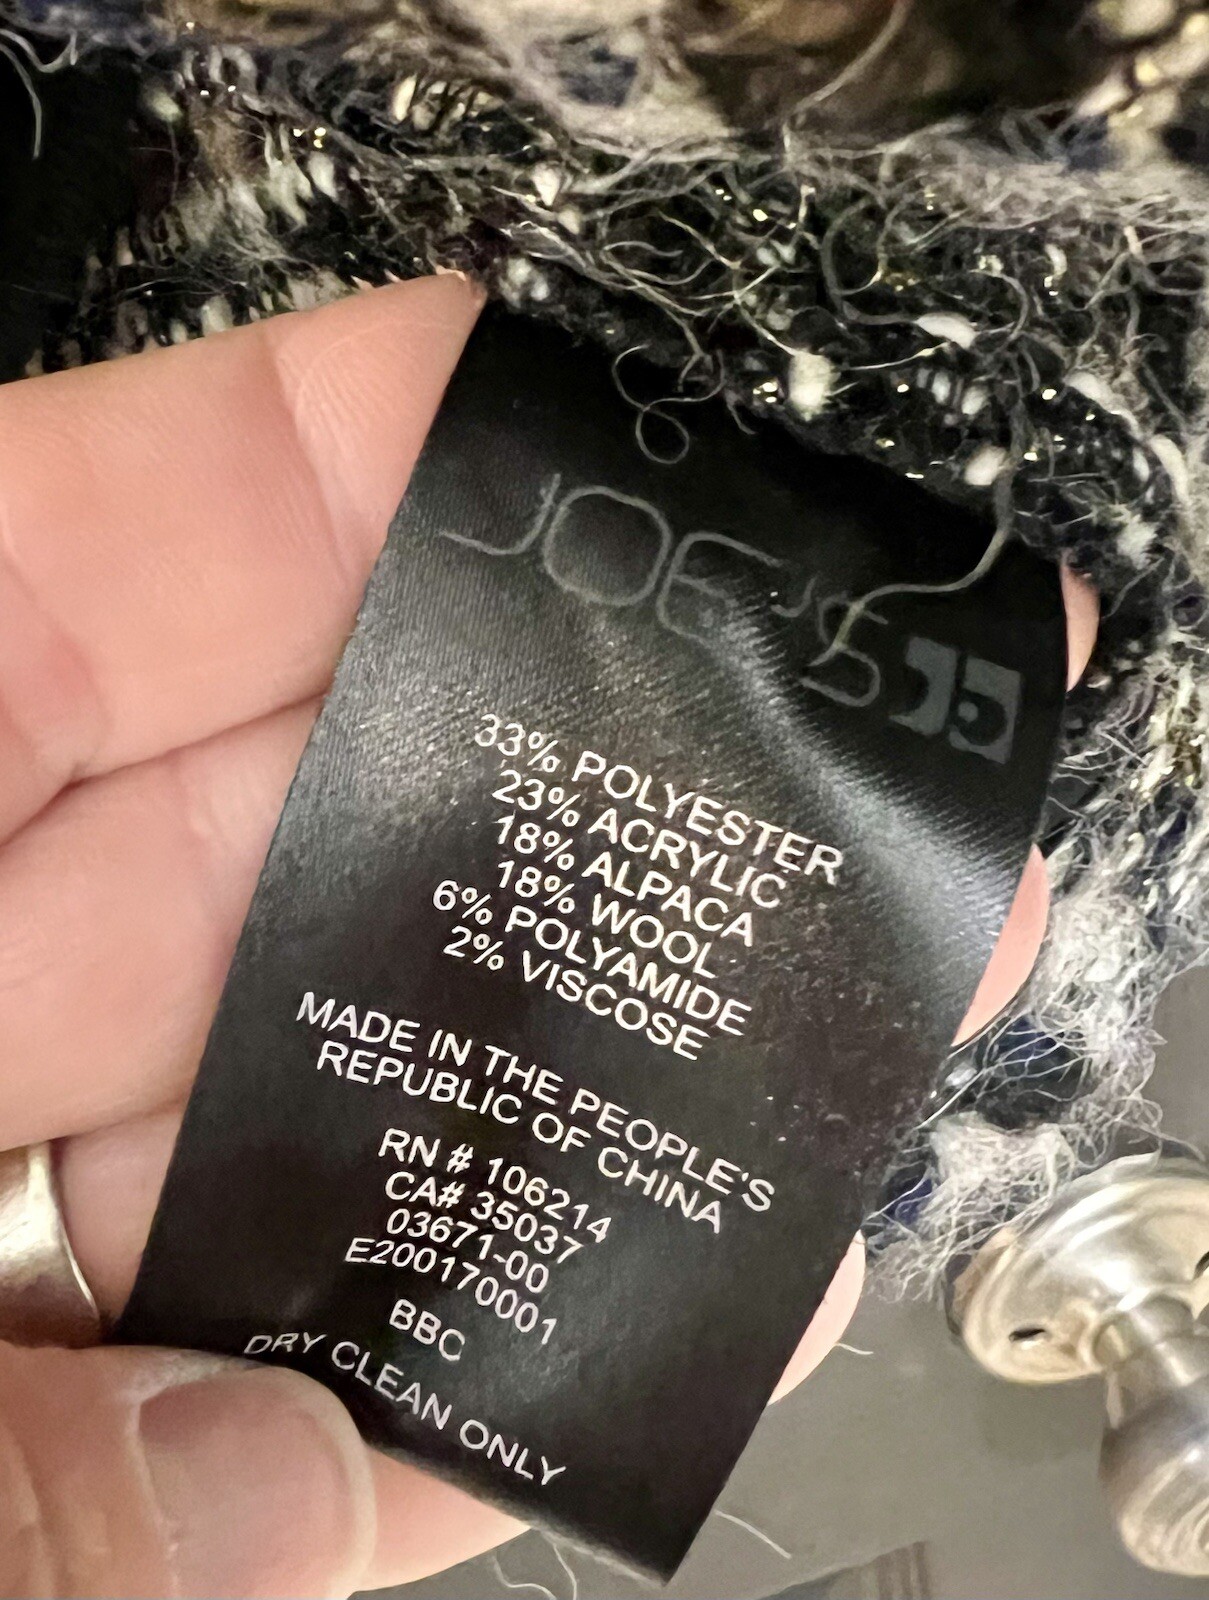 JOE'S
33% POLYESTER
23% ACRYLIC
18% ALPACA
18% WOOL
6% POLYAMIDE
2% VISCOSE
MADE IN THE PEOPLE'S
REPUBLIC OF CHINA
RN # 106214
CA# 35037
03671-00
E200170001
BBC
DRY CLEAN ONLY